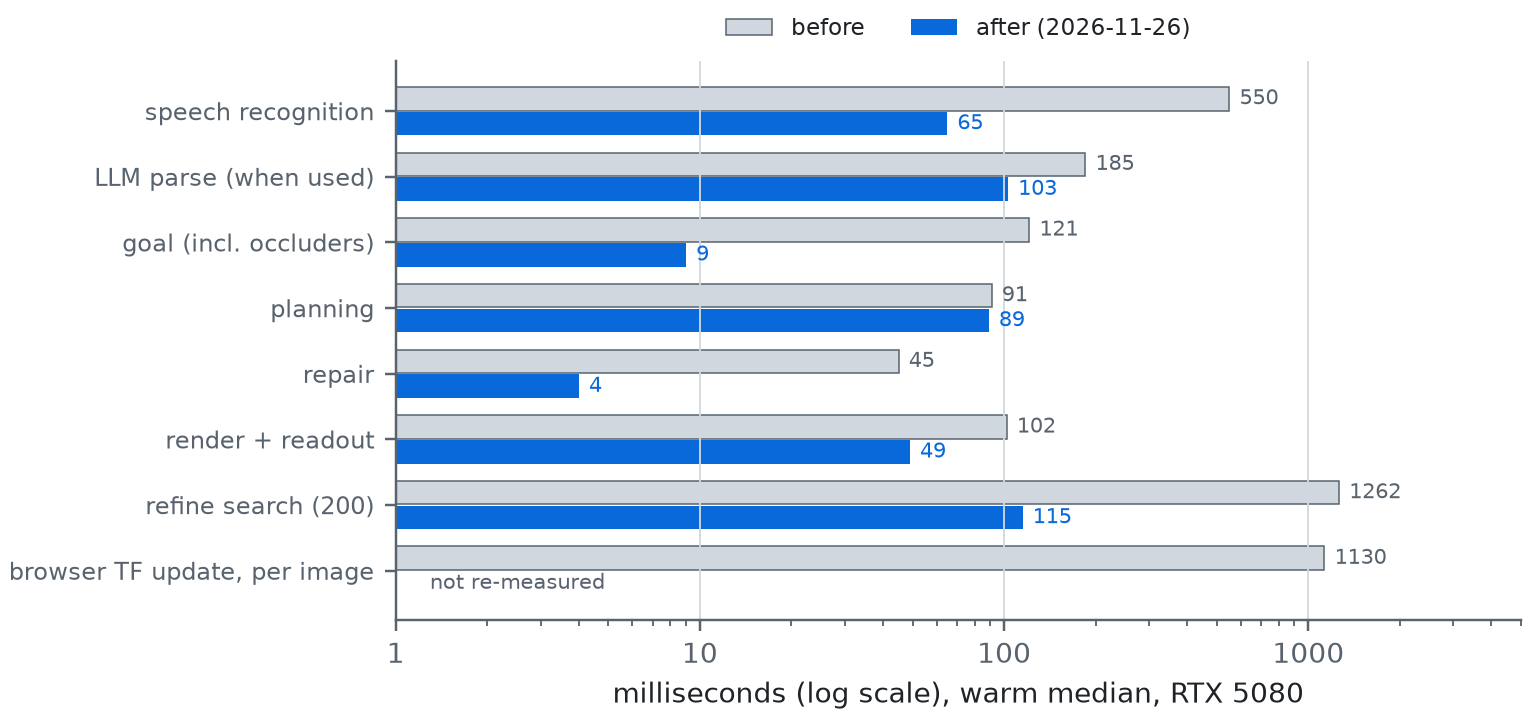 before after (2026-11-26)
speech recognition 550
65
LLM parse (when used) 185
103
goal (incl. occluders) 121
9
planning 91
89
repair 45
4
render + readout 102
49
refine search (200) 1262
115
browser TF update, per image 1130
not re-measured
1 10 100 1000
milliseconds (log scale), warm median, RTX 5080